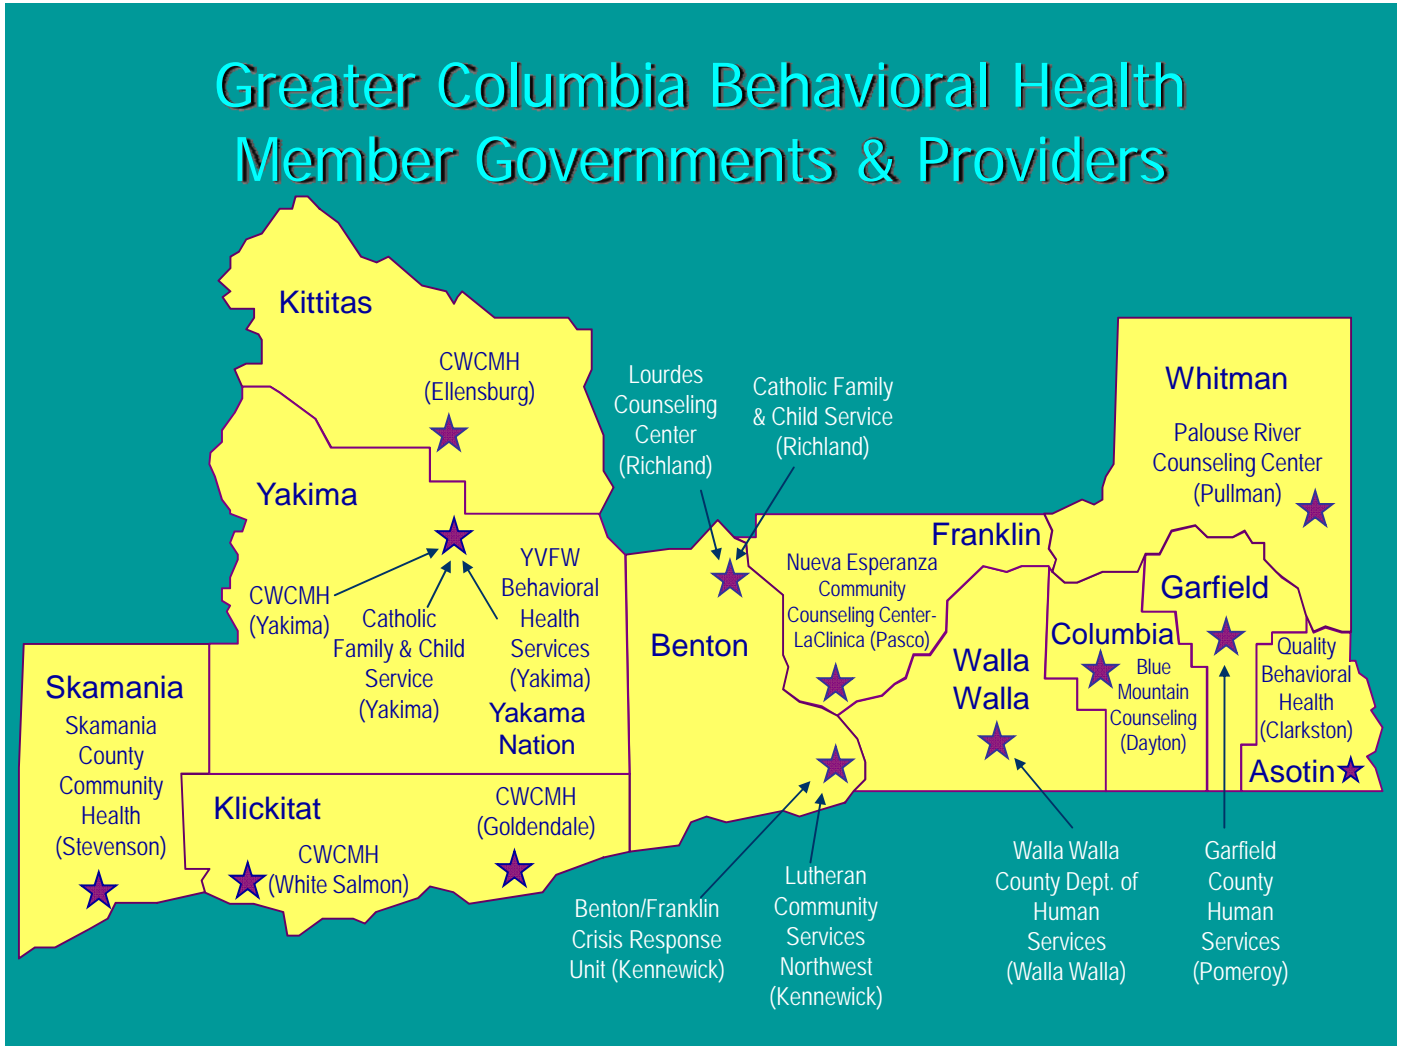 Greater Columbia Behavioral Health
Member Governments & Providers
Kittitas
CWCMH
(Ellensburg)
Yakima
CWCMH
(Yakima)
Catholic
Family & Child
Service
(Yakima)
YVFW
Behavioral
Health
Services
(Yakima)
Yakama
Nation
Skamania
Skamania
County
Community
Health
(Stevenson)
Klickitat
CWCMH
(White Salmon)
CWCMH
(Goldendale)
Lourdes
Counseling
Center
(Richland)
Catholic Family
& Child Service
(Richland)
Benton
Benton/Franklin
Crisis Response
Unit (Kennewick)
Lutheran
Community
Services
Northwest
(Kennewick)
Franklin
Nueva Esperanza
Community
Counseling Center-
LaClinica (Pasco)
Walla
Walla
Walla Walla
County Dept. of
Human
Services
(Walla Walla)
Columbia
Blue
Mountain
Counseling
(Dayton)
Whitman
Palouse River
Counseling Center
(Pullman)
Garfield
Garfield
County
Human
Services
(Pomeroy)
Quality
Behavioral
Health
(Clarkston)
Asotin